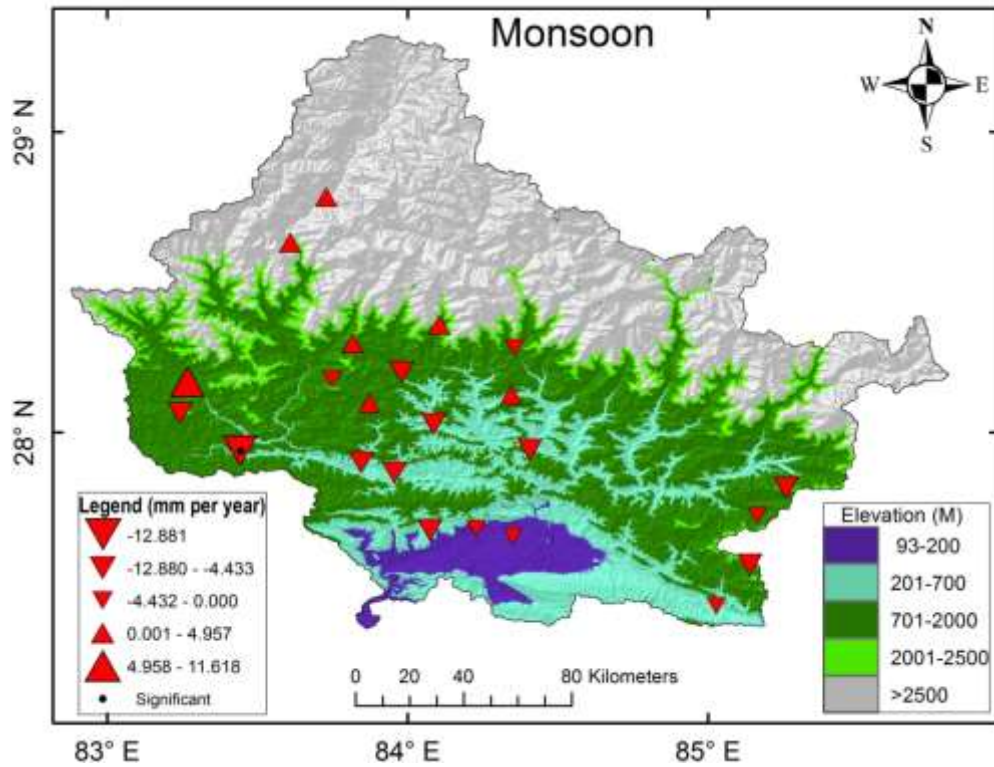 Monsoon
N
W E
S
29° N
28° N
Legend (mm per year)
-12.881
-12.880 - -4.433
-4.432 - 0.000
0.001 - 4.957
4.958 - 11.618
Significant
Elevation (M)
93-200
201-700
701-2000
2001-2500
>2500
0 20 40 80 Kilometers
83° E 84° E 85° E